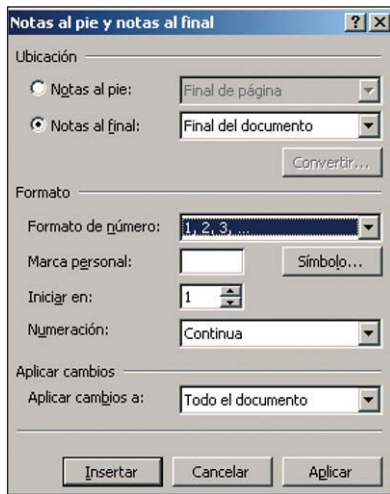 Notas al pie y notas al final
Ubicación
Notas al pie: Final de página
Notas al final: Final del documento
Convertir...
Formato
Formato de número: 1, 2, 3, ...
Marca personal: Símbolo...
Iniciar en: 1
Numeración: Continua
Aplicar cambios
Aplicar cambios a: Todo el documento
Insertar Cancelar Aplicar